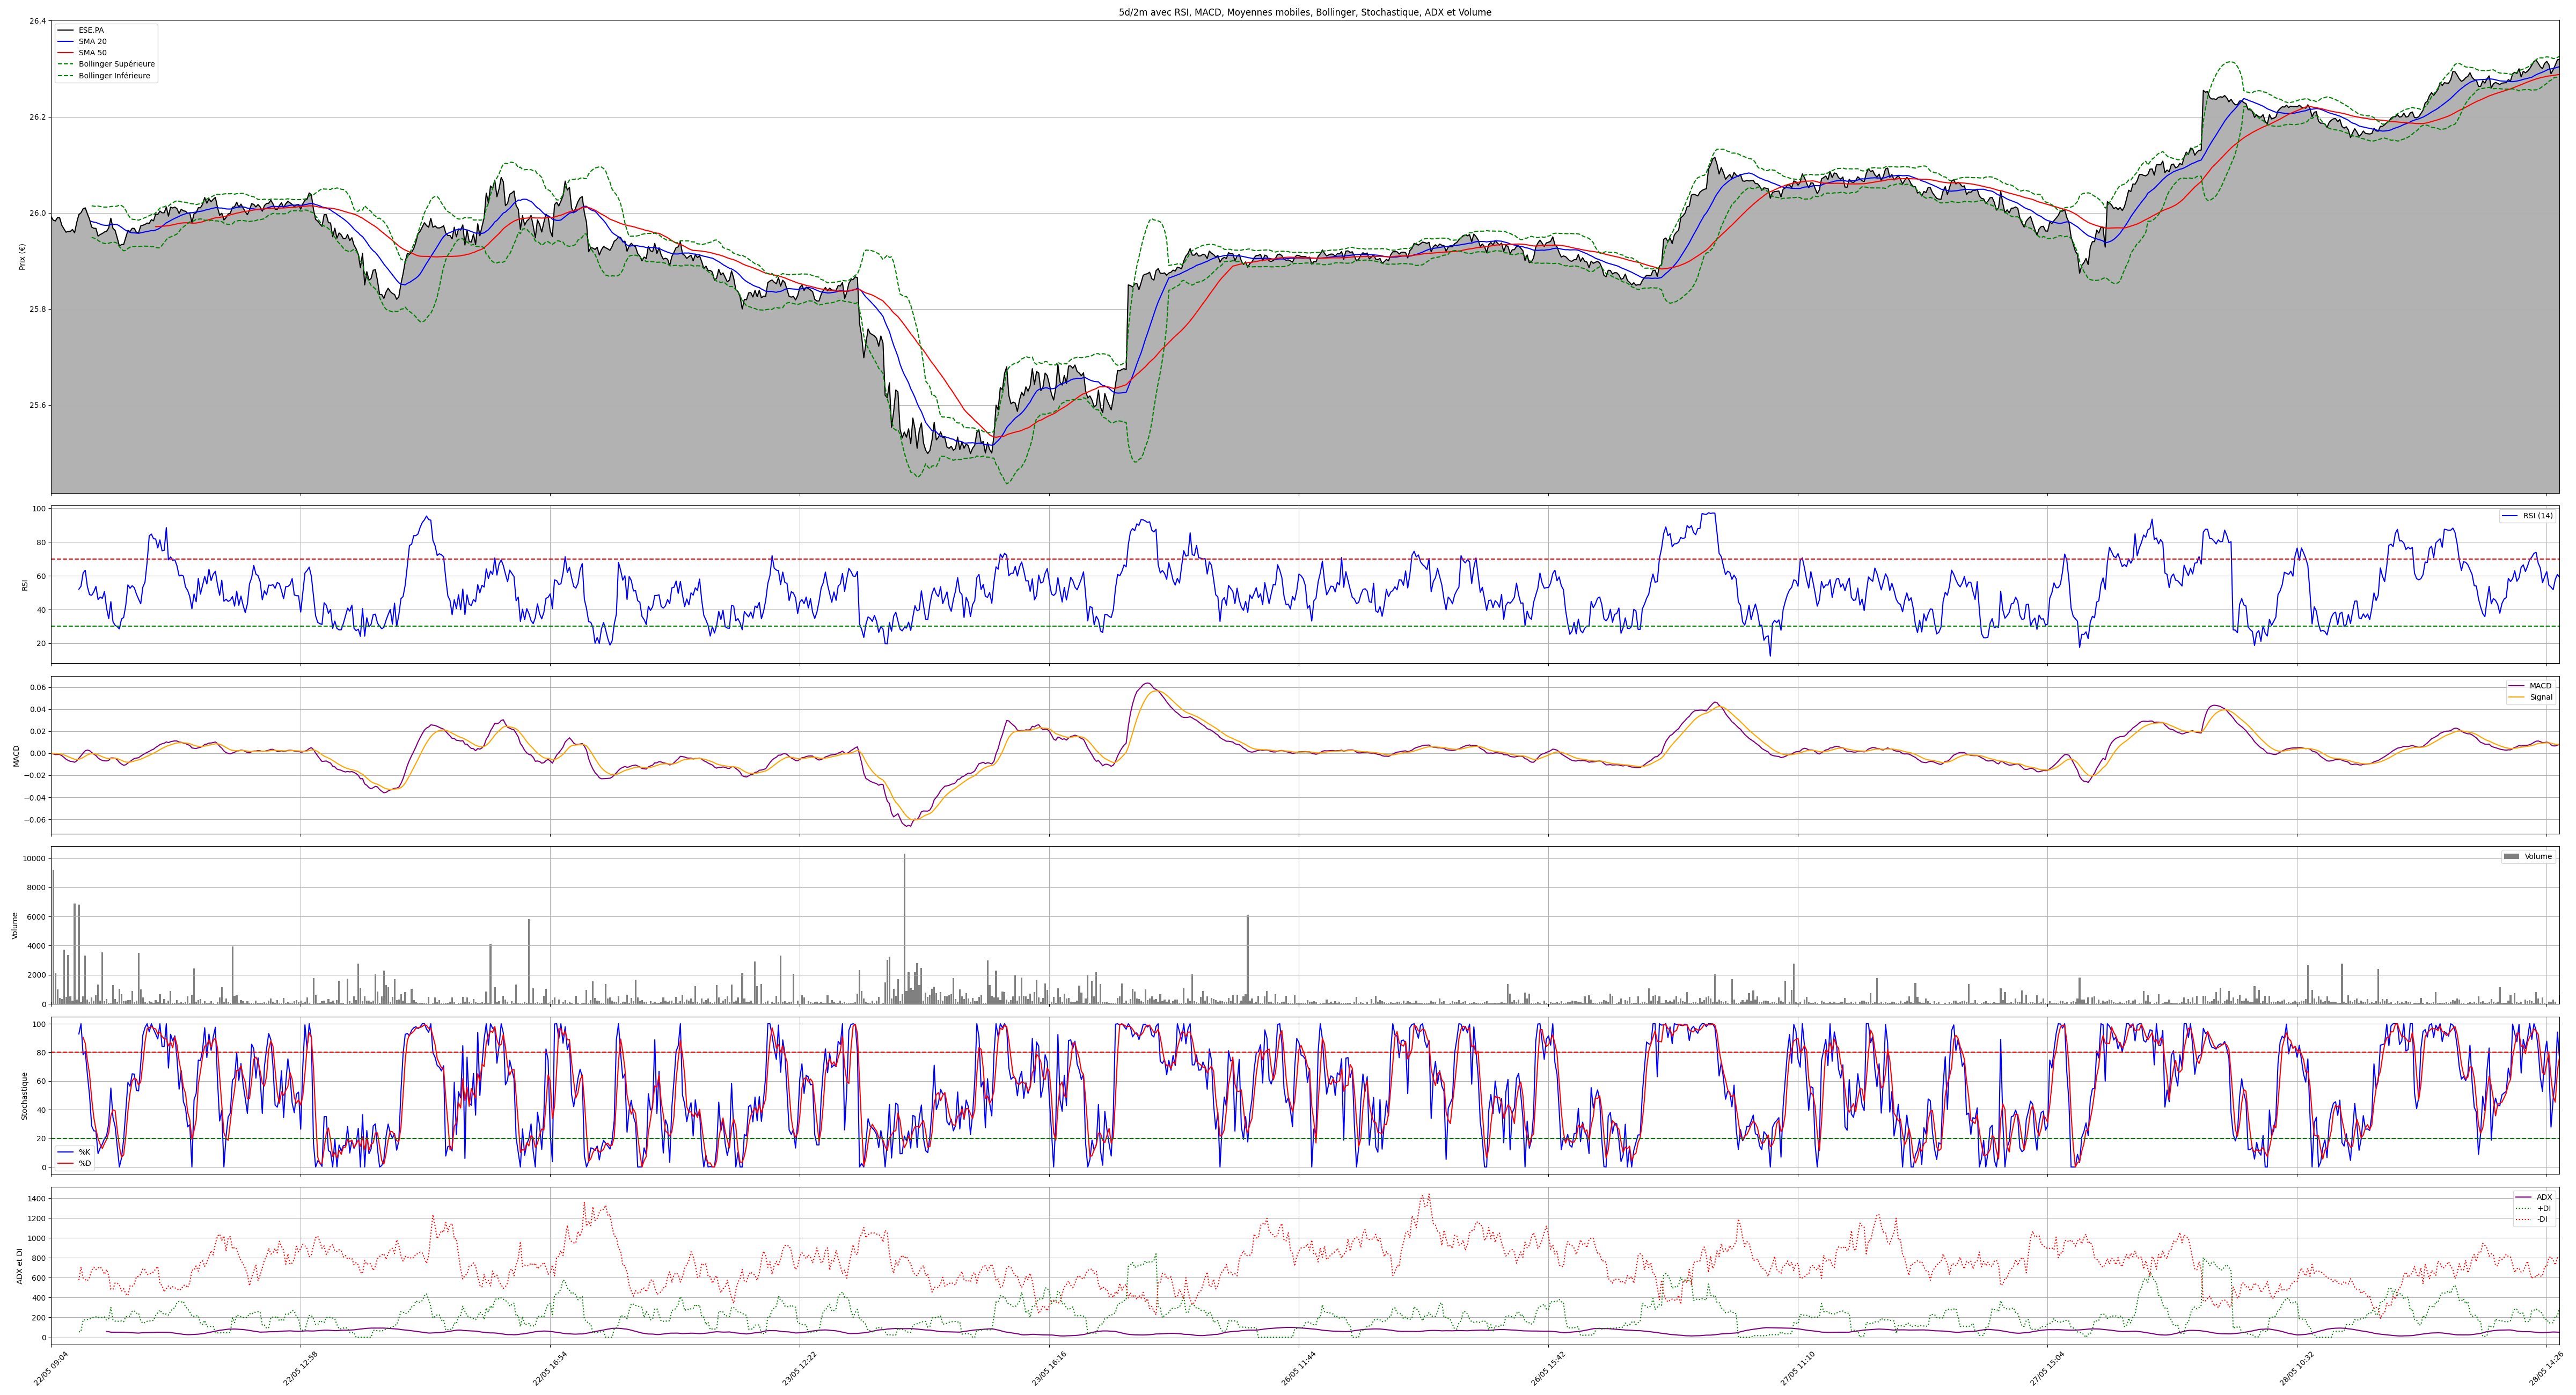 5d/2m avec RSI, MACD, Moyennes mobiles, Bollinger, Stochastique, ADX et Volume
ESE.PA
SMA 20
SMA 50
Bollinger Supérieure
Bollinger Inférieure
Prix (€)
26.4
26.2
26.0
25.8
25.6
RSI (14)
RSI
100
80
60
40
20
MACD
Signal
MACD
0.06
0.04
0.02
0.00
−0.02
−0.04
−0.06
Volume
Volume
10000
8000
6000
4000
2000
0
Stochastique
100
80
60
40
20
0
%K
%D
ADX
+DI
-DI
ADX et DI
1400
1200
1000
800
600
400
200
0
22/05 09:04
22/05 12:58
22/05 16:54
23/05 12:22
23/05 16:16
26/05 11:44
26/05 15:42
27/05 11:10
27/05 15:04
28/05 10:32
28/05 14:26